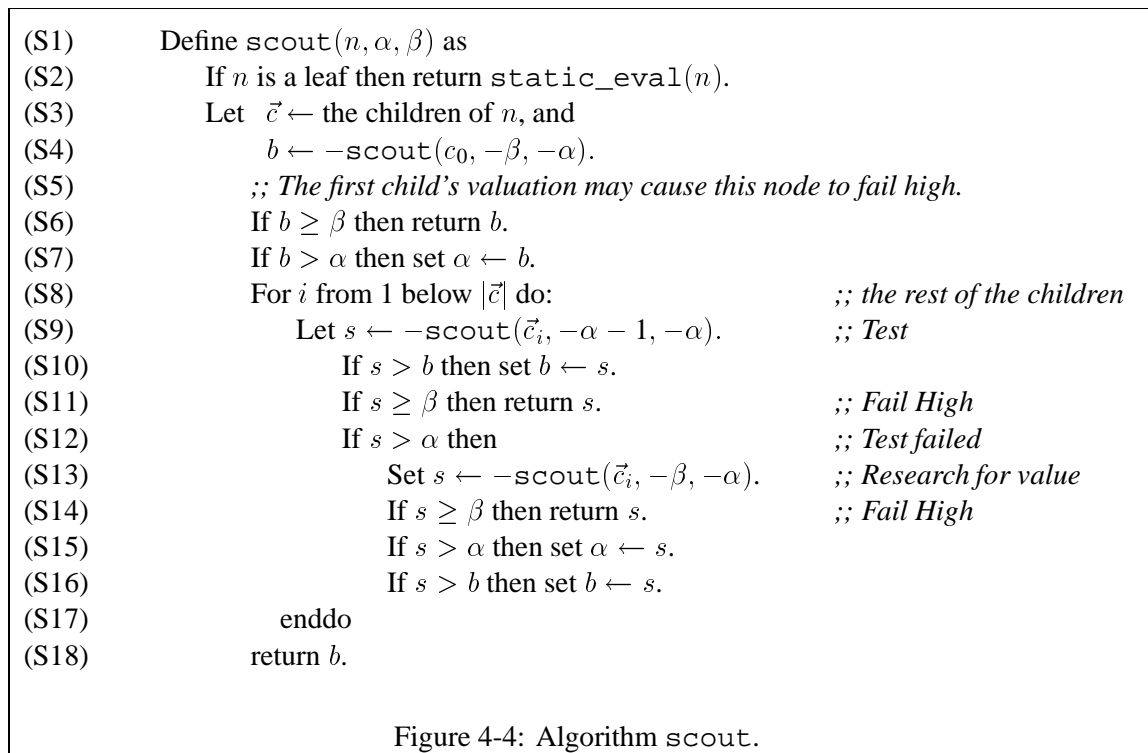 (S1) Define scout(n, α, β) as
(S2) If n is a leaf then return static_eval(n).
(S3) Let c⃗ ← the children of n, and
(S4) b ← −scout(c₀, −β, −α).
(S5) ;; The first child's valuation may cause this node to fail high.
(S6) If b ≥ β then return b.
(S7) If b > α then set α ← b.
(S8) For i from 1 below |c⃗| do: ;; the rest of the children
(S9) Let s ← −scout(c⃗ᵢ, −α − 1, −α). ;; Test
(S10) If s > b then set b ← s.
(S11) If s ≥ β then return s. ;; Fail High
(S12) If s > α then ;; Test failed
(S13) Set s ← −scout(c⃗ᵢ, −β, −α). ;; Research for value
(S14) If s ≥ β then return s. ;; Fail High
(S15) If s > α then set α ← s.
(S16) If s > b then set b ← s.
(S17) enddo
(S18) return b.
Figure 4-4: Algorithm scout.